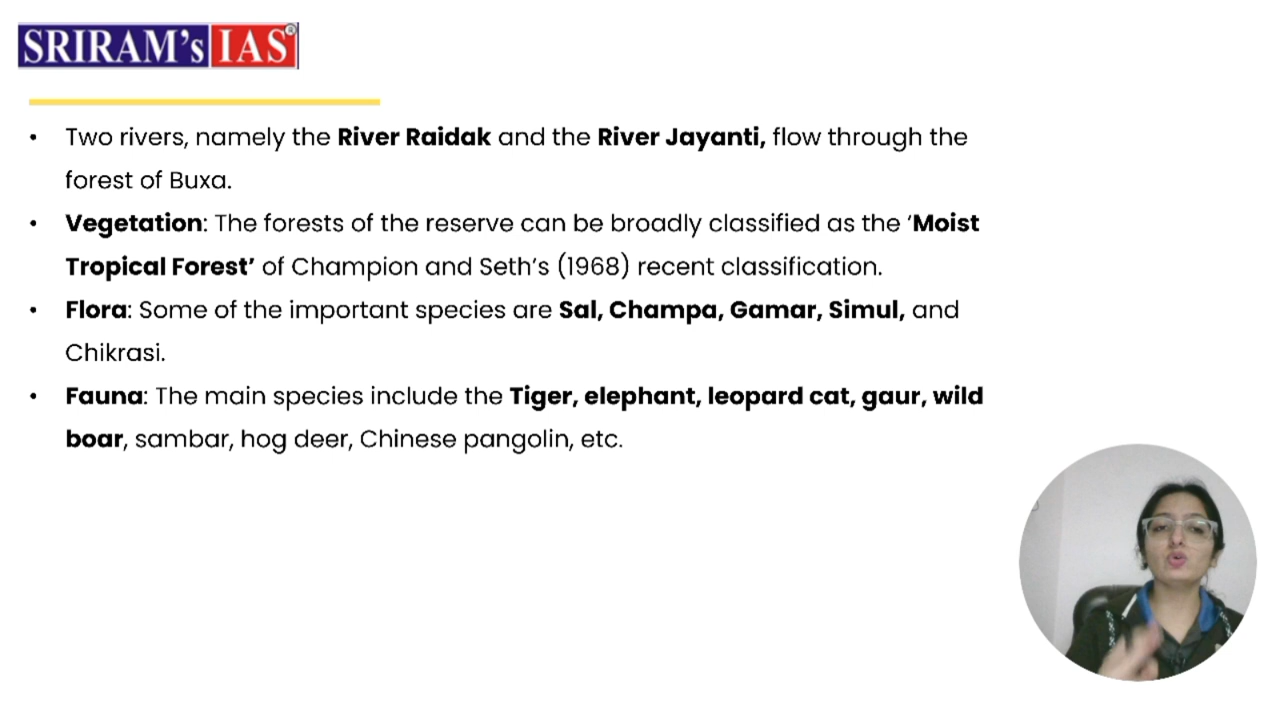 SRIRAM's IAS®
• Two rivers, namely the River Raidak and the River Jayanti, flow through the
forest of Buxa.
• Vegetation: The forests of the reserve can be broadly classified as the ‘Moist
Tropical Forest’ of Champion and Seth’s (1968) recent classification.
• Flora: Some of the important species are Sal, Champa, Gamar, Simul, and
Chikrasi.
• Fauna: The main species include the Tiger, elephant, leopard cat, gaur, wild
boar, sambar, hog deer, Chinese pangolin, etc.